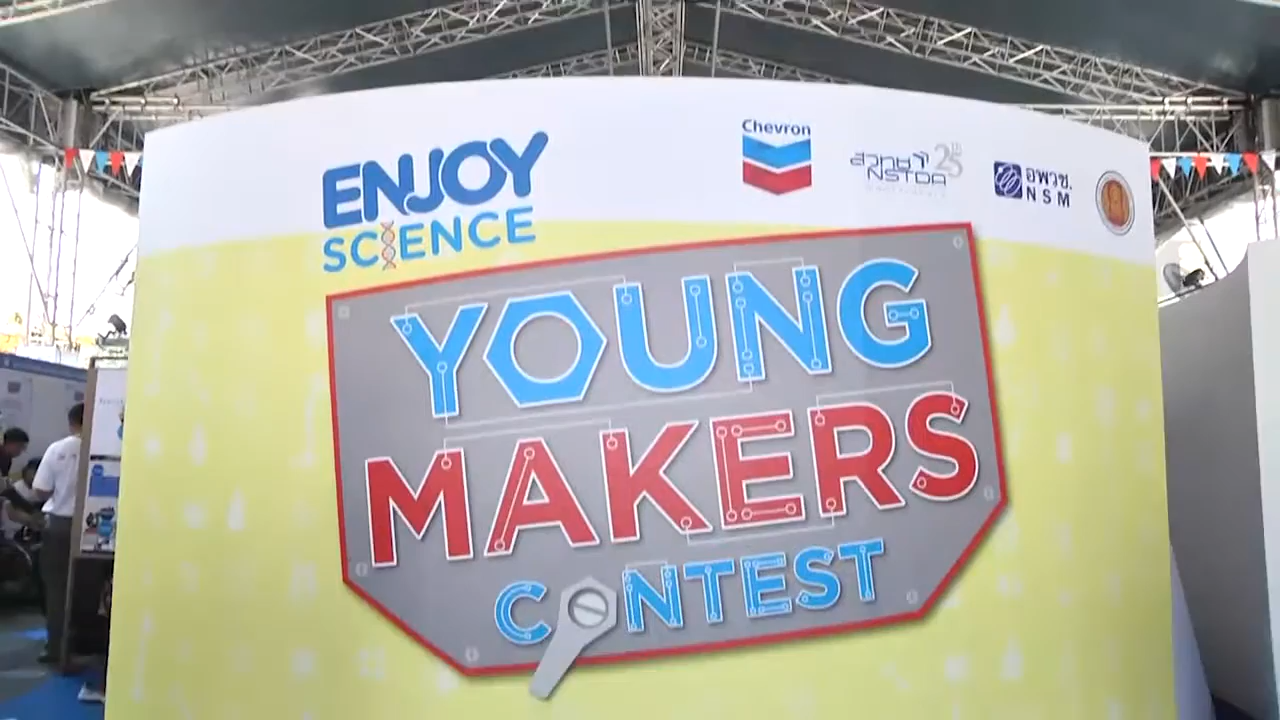 ENJOY
SCIENCE
Chevron
สวทช
NSTDA
25
อพวช.
NSM
YOUNG
MAKERS
CONTEST